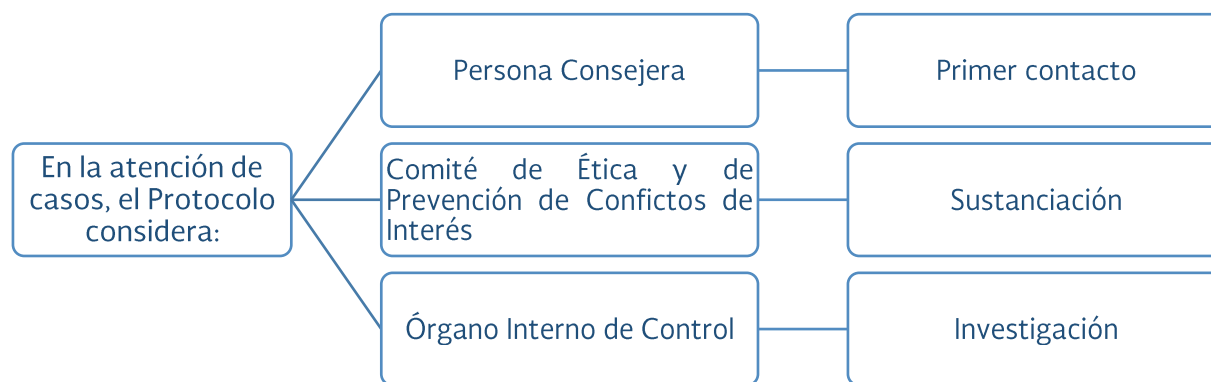 En la atención de
casos, el Protocolo
considera:
Persona Consejera
Primer contacto
Comité de Ética y de
Prevención de Confictos de
Interés
Sustanciación
Órgano Interno de Control
Investigación